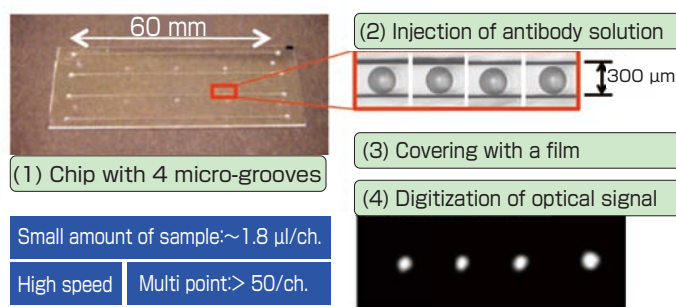 60 mm
(1) Chip with 4 micro-grooves
(2) Injection of antibody solution
300 µm
(3) Covering with a film
(4) Digitization of optical signal
Small amount of sample:~1.8 µl/ch.
High speed
Multi point:> 50/ch.